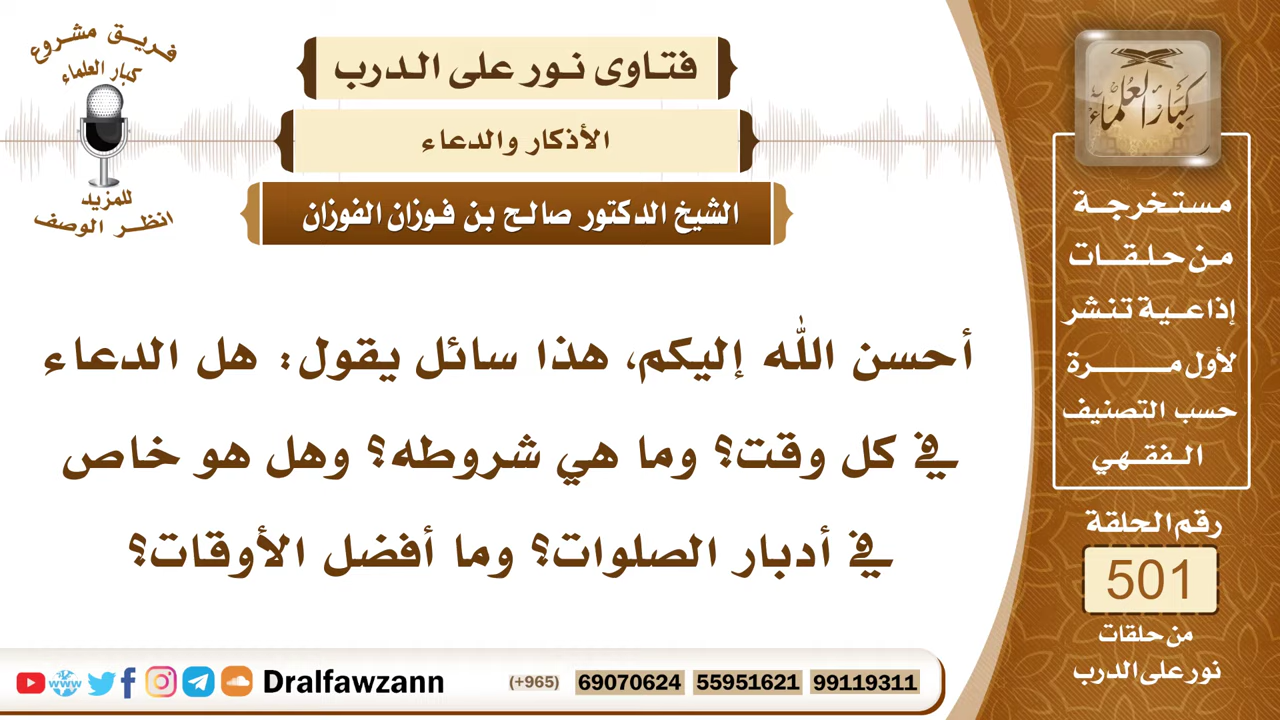 فريق مشروع
كبار العلماء
للمزيد
انظر الوصف
فتاوى نور على الدرب
الأذكار والدعاء
الشيخ الدكتور صالح بن فوزان الفوزان
أحسن الله إليكم، هذا سائل يقول: هل الدعاء
في كل وقت؟ وما هي شروطه؟ وهل هو خاص
في أدبار الصلوات؟ وما أفضل الأوقات؟
كبار العلماء
مستخرجة
من حلقات
إذاعية تنشر
لأول مرة
حسب التصنيف
الفقهي
رقم الحلقة
501
من حلقات
نور على الدرب
www Dralfawzann (+965) 69070624 55951621 99119311